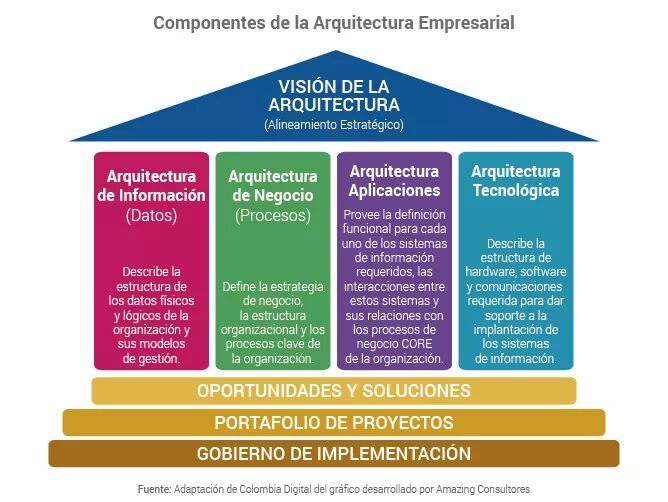 Componentes de la Arquitectura Empresarial
VISIÓN DE LA
ARQUITECTURA
(Alineamiento Estratégico)
Arquitectura
de Información
(Datos)
Describe la
estructura de
los datos físicos
y lógicos de la
organización y
sus modelos
de gestión.
Arquitectura
de Negocio
(Procesos)
Define la estrategia
de negocio,
la estructura
organizacional y los
procesos clave de
la organización.
Arquitectura
Aplicaciones
Provee la definición
funcional para cada
uno de los sistemas
de información
requeridos, las
interacciones entre
estos sistemas y
sus relaciones con
los procesos de
negocio CORE
de la organización.
Arquitectura
Tecnológica
Describe la
estructura de
hardware, software
y comunicaciones
requerida para dar
soporte a la
implantación de
los sistemas
de información.
OPORTUNIDADES Y SOLUCIONES
PORTAFOLIO DE PROYECTOS
GOBIERNO DE IMPLEMENTACIÓN
Fuente: Adaptación de Colombia Digital del gráfico desarrollado por Amazing Consultores